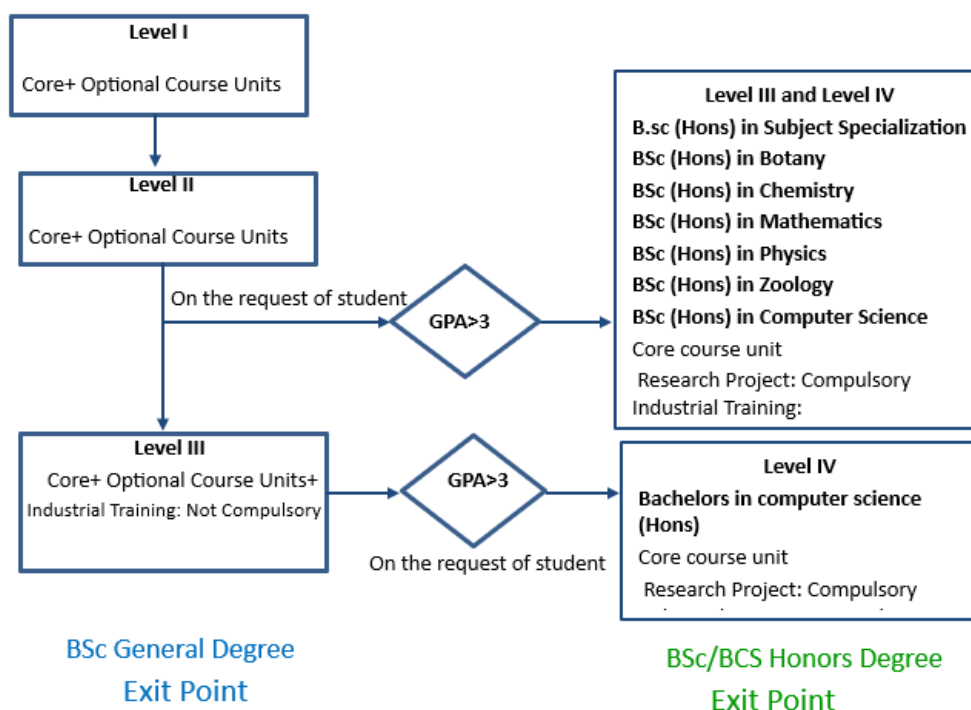 Level I
Core+ Optional Course Units
Level II
Core+ Optional Course Units
On the request of student
GPA>3
Level III and Level IV
B.sc (Hons) in Subject Specialization
BSc (Hons) in Botany
BSc (Hons) in Chemistry
BSc (Hons) in Mathematics
BSc (Hons) in Physics
BSc (Hons) in Zoology
BSc (Hons) in Computer Science
Core course unit
Research Project: Compulsory
Industrial Training:
Level III
Core+ Optional Course Units+
Industrial Training: Not Compulsory
GPA>3
On the request of student
Level IV
Bachelors in computer science
(Hons)
Core course unit
Research Project: Compulsory
BSc General Degree
Exit Point
BSc/BCS Honors Degree
Exit Point